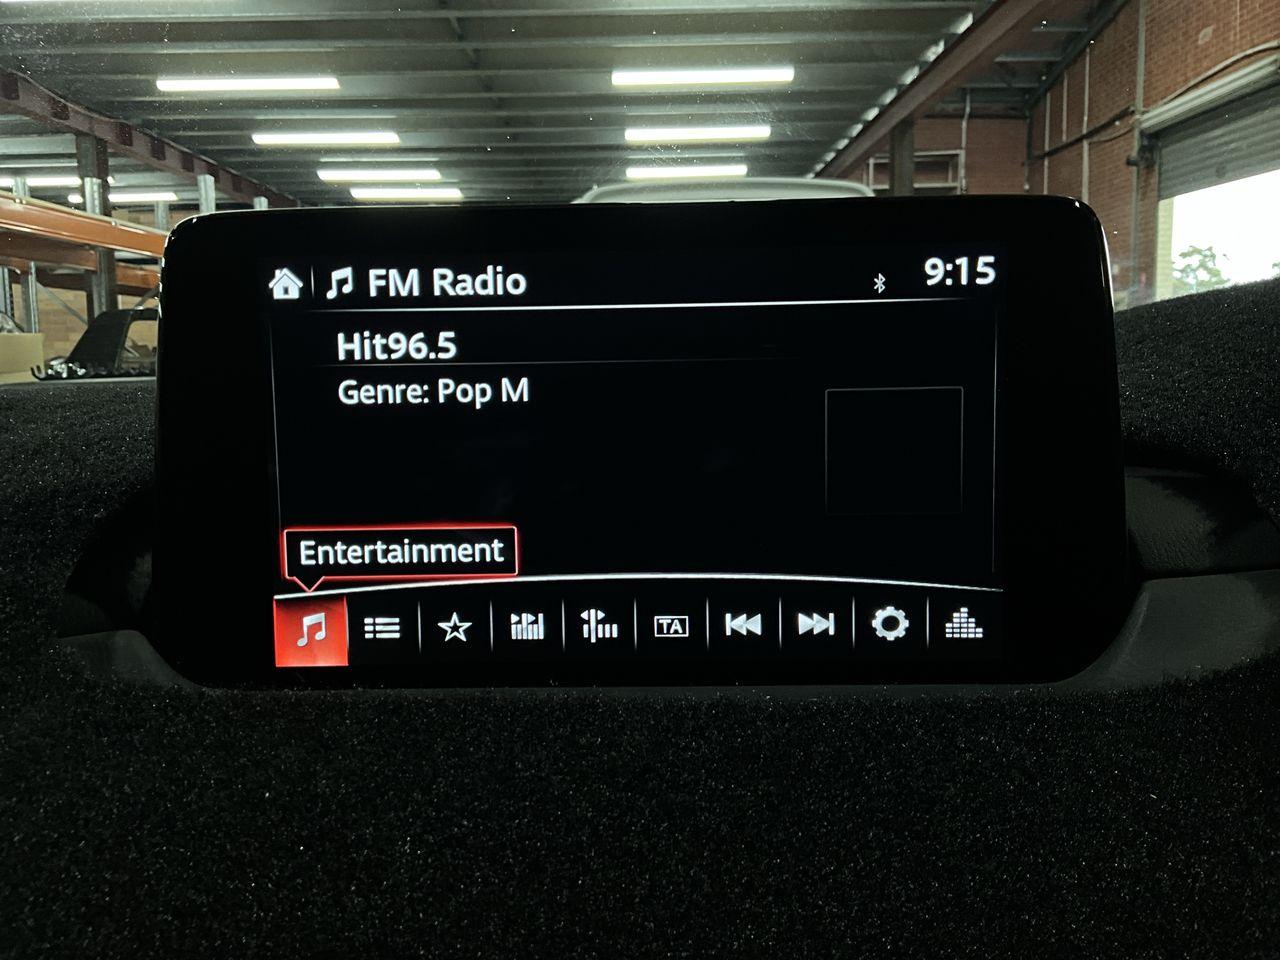 FM Radio
9:15
Hit96.5
Genre: Pop M
Entertainment
TA